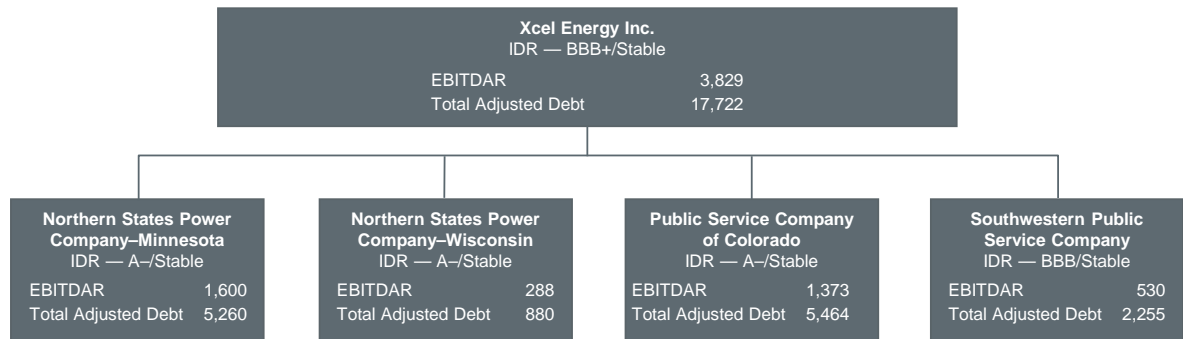 Xcel Energy Inc.
IDR — BBB+/Stable
EBITDAR 3,829
Total Adjusted Debt 17,722
Northern States Power
Company–Minnesota
IDR — A–/Stable
EBITDAR 1,600
Total Adjusted Debt 5,260
Northern States Power
Company–Wisconsin
IDR — A–/Stable
EBITDAR 288
Total Adjusted Debt 880
Public Service Company
of Colorado
IDR — A–/Stable
EBITDAR 1,373
Total Adjusted Debt 5,464
Southwestern Public
Service Company
IDR — BBB/Stable
EBITDAR 530
Total Adjusted Debt 2,255